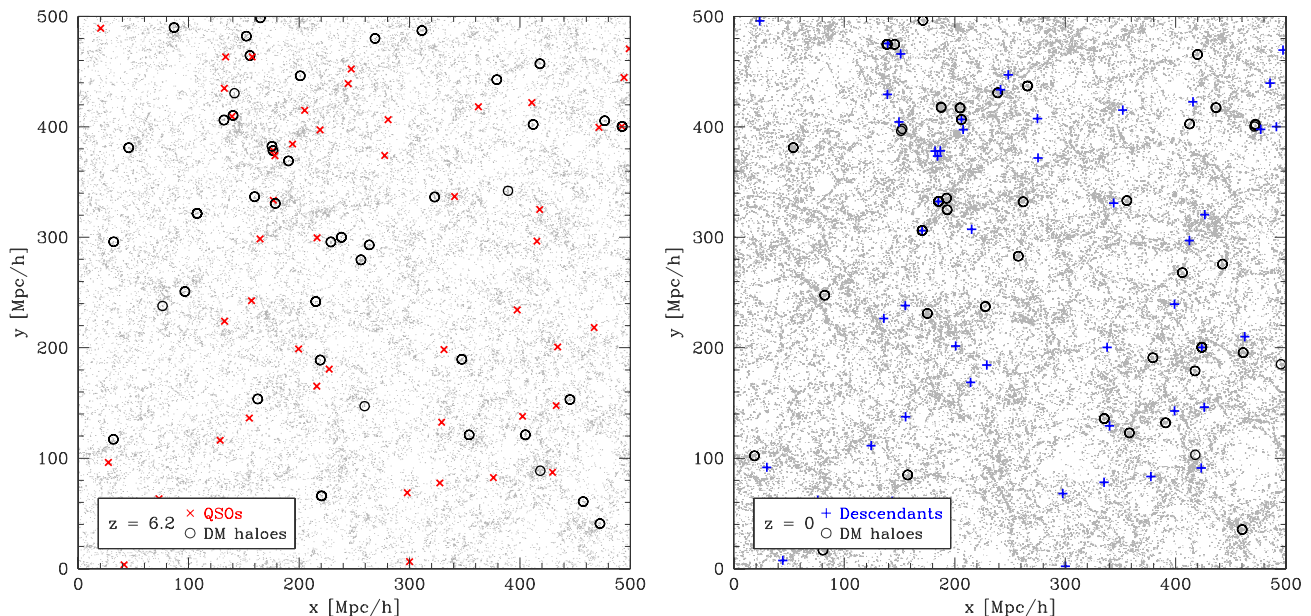 500
400
300
200
100
0
y [Mpc/h]
z = 6.2
× QSOs
○ DM haloes
0 100 200 300 400 500
x [Mpc/h]
500
400
300
200
100
0
y [Mpc/h]
z = 0
+ Descendants
○ DM haloes
0 100 200 300 400 500
x [Mpc/h]